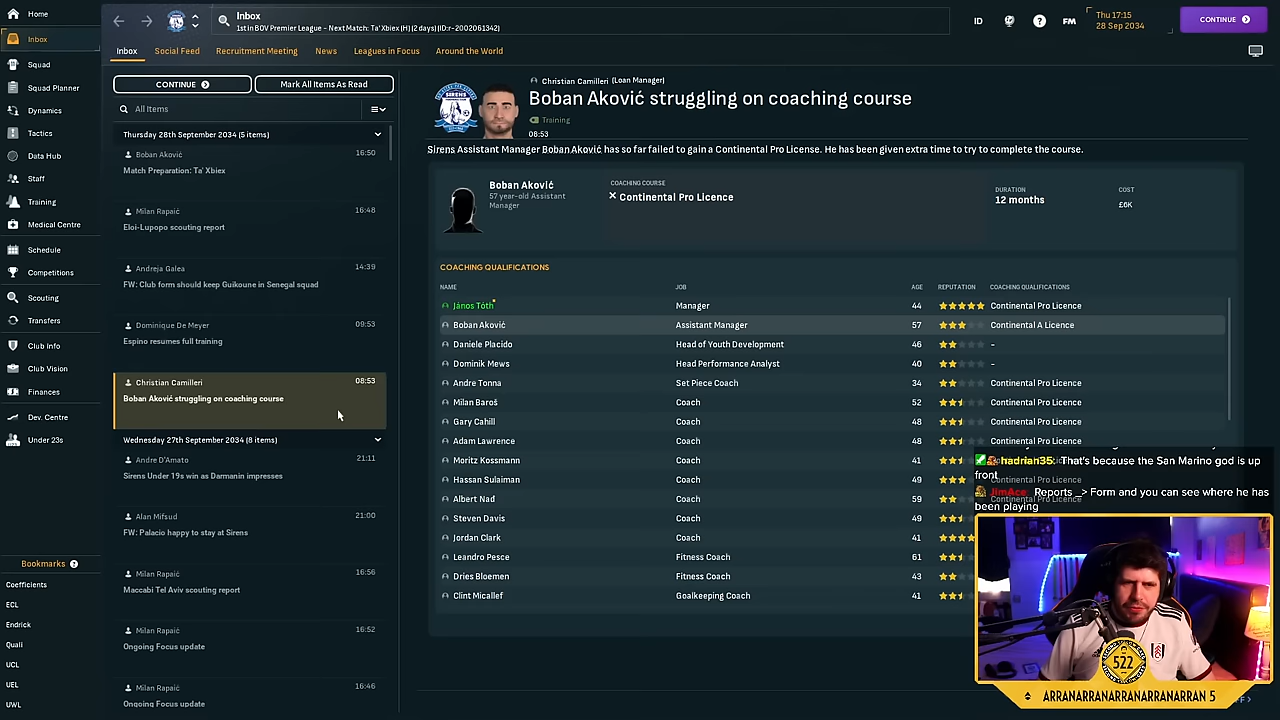 Home
Inbox
Squad
Squad Planner
Dynamics
Tactics
Data Hub
Staff
Training
Medical Centre
Schedule
Competitions
Scouting
Transfers
Club Info
Club Vision
Finances
Dev. Centre
Under 23s
Bookmarks ?
Coefficients
ECL
Endrick
Quali
UCL
UEL
UWL
Inbox
1st in BOV Premier League - Next Match: Ta' Xbiex (H) (2 days) (ID:r-2002061342)
ID
?
FM
Thu 17:15
28 Sep 2034
CONTINUE
Inbox
Social Feed
Recruitment Meeting
News
Leagues in Focus
Around the World
CONTINUE
Mark All Items As Read
All Items
Thursday 28th September 2034 (5 items)
Boban Aković 16:50
Match Preparation: Ta' Xbiex
Milan Rapaić 16:48
Eloi-Lupopo scouting report
Andreja Galea 14:39
FW: Club form should keep Guikoune in Senegal squad
Dominique De Meyer 09:53
Espino resumes full training
Christian Camilleri 08:53
Boban Aković struggling on coaching course
Wednesday 27th September 2034 (8 items)
Andre D'Amato 21:11
Sirens Under 19s win as Darmanin impresses
Alan Mifsud 21:00
FW: Palacio happy to stay at Sirens
Milan Rapaić 16:56
Maccabi Tel Aviv scouting report
Milan Rapaić 16:52
Ongoing Focus update
Milan Rapaić 16:46
Ongoing Focus update
SIRENS
Christian Camilleri (Loan Manager)
Boban Aković struggling on coaching course
Training
08:53
Sirens Assistant Manager Boban Aković has so far failed to gain a Continental Pro License. He has been given extra time to try to complete the course.
Boban Aković
57 year-old Assistant
Manager
COACHING COURSE
Continental Pro Licence
DURATION
12 months
COST
£6K
COACHING QUALIFICATIONS
NAME JOB AGE REPUTATION COACHING QUALIFICATIONS
János Tóth Manager 44 Continental Pro Licence
Boban Aković Assistant Manager 57 Continental A Licence
Daniele Placido Head of Youth Development 46 -
Dominik Mews Head Performance Analyst 40 -
Andre Tonna Set Piece Coach 34 Continental Pro Licence
Milan Baroš Coach 52 Continental Pro Licence
Gary Cahill Coach 48 Continental Pro Licence
Adam Lawrence Coach 48 Continental Pro Licence
Moritz Kossmann Coach 41
Hassan Sulaiman Coach 49
Albert Nad Coach 59 Continental Pro Licence
Steven Davis Coach 49
Jordan Clark Coach 41
Leandro Pesce Fitness Coach 61
Dries Bloemen Fitness Coach 43
Clint Micallef Goalkeeping Coach 41
hadrian35: That's because the San Marino god is up
front
JimAce: Reports _> Form and you can see where he has
been playing
522
ARRANARRANARRANARRANARRAN 5